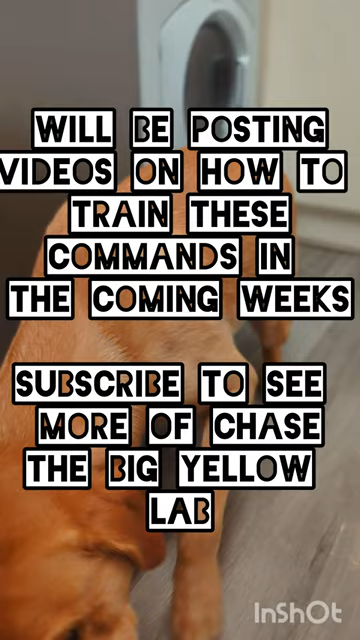 WILL BE POSTING
VIDEOS ON HOW TO
TRAIN THESE
COMMANDS IN
THE COMING WEEKS
SUBSCRIBE TO SEE
MORE OF CHASE
THE BIG YELLOW
LAB
InShOt